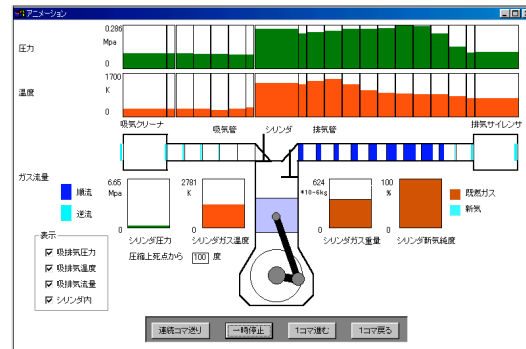 アニメーション
0.286
圧力
Mpa
0
1700
温度
K
0
吸気クリーナ 吸気管 シリンダ 排気管 排気サイレンサ
ガス流量
順流
逆流
6.65
Mpa
0
シリンダ圧力
2781
K
0
シリンダガス温度
624
*10-6kg
0
シリンダガス重量
100
%
0
シリンダ新気純度
既燃ガス
新気
圧縮上死点から 100 度
表示
吸排気圧力
吸排気温度
吸排気流量
シリンダ内
連続コマ送り 一時停止 1コマ進む 1コマ戻る